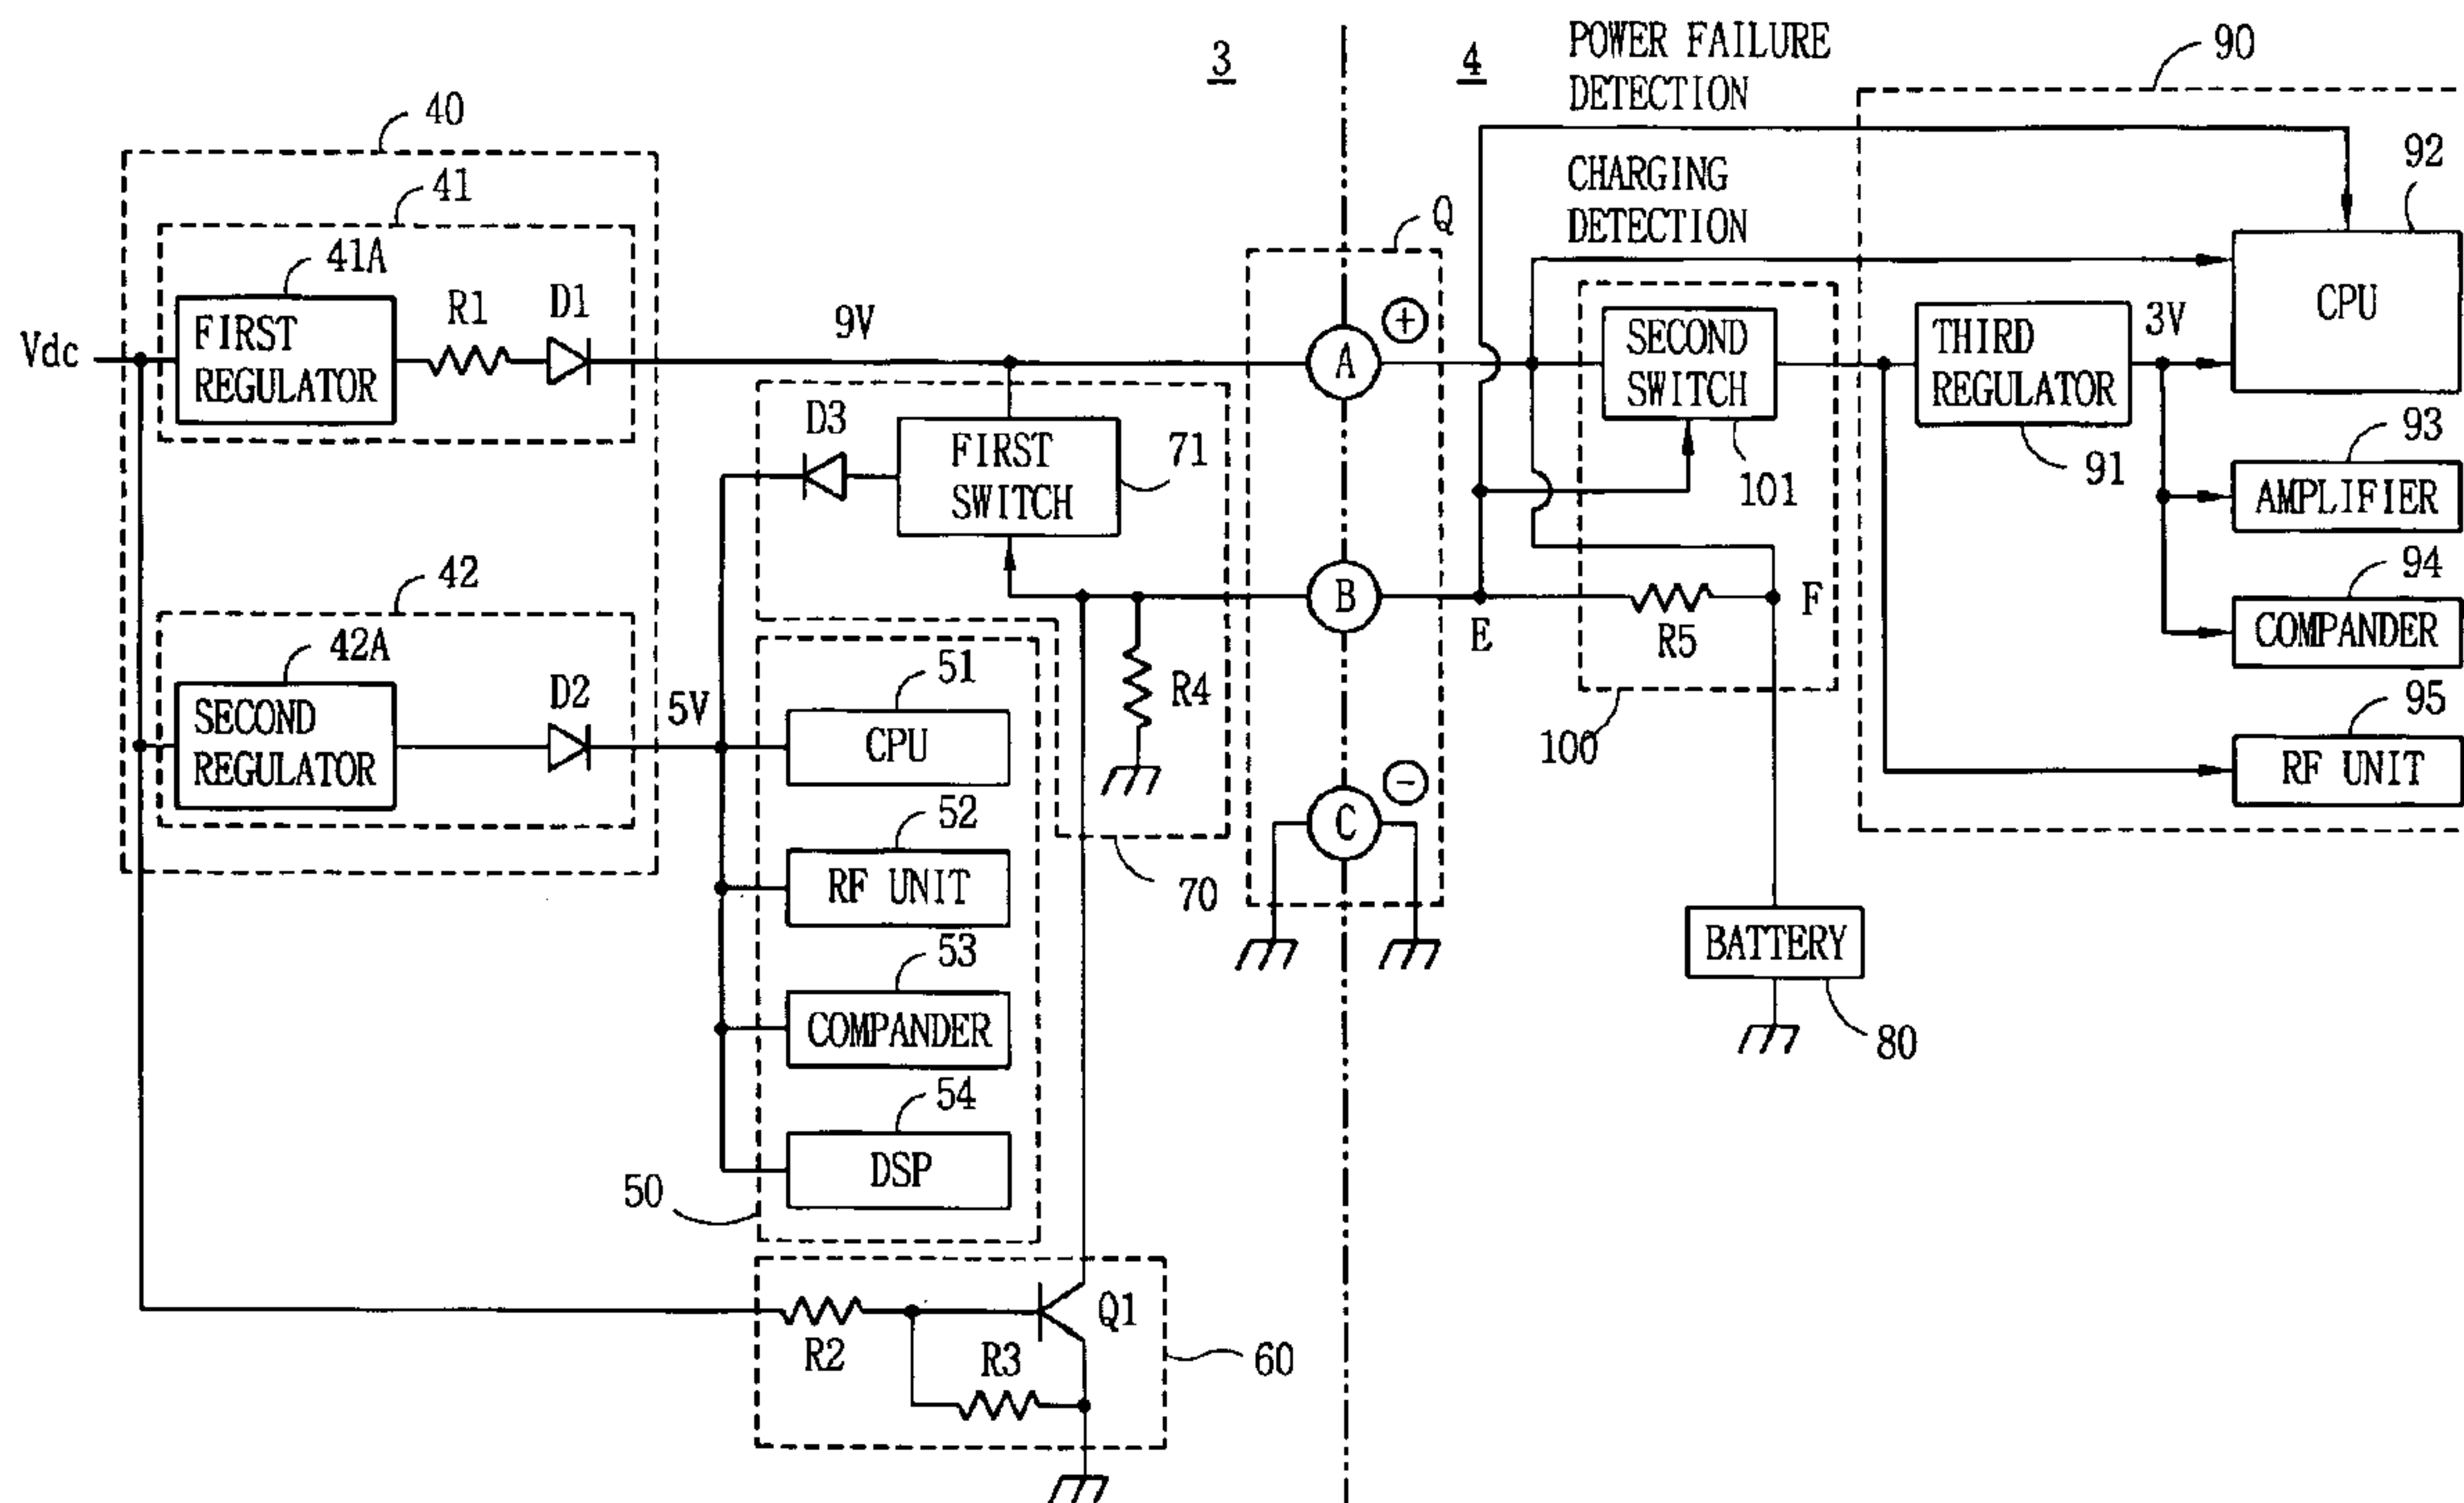 3
4
POWER FAILURE
DETECTION
90
40
41
CHARGING
DETECTION
92
Q
41A
R1
D1
9V
Vdc
FIRST
REGULATOR
A
+
SECOND
SWITCH
THIRD
REGULATOR
3V
CPU
D3
FIRST
SWITCH
71
101
91
93
AMPLIFIER
42
B
E
R5
F
94
COMPANDER
42A
D2
5V
51
CPU
R4
100
95
RF UNIT
SECOND
REGULATOR
-
C
52
RF UNIT
70
BATTERY
80
53
COMPANDER
54
DSP
50
R2
Q1
R3
60